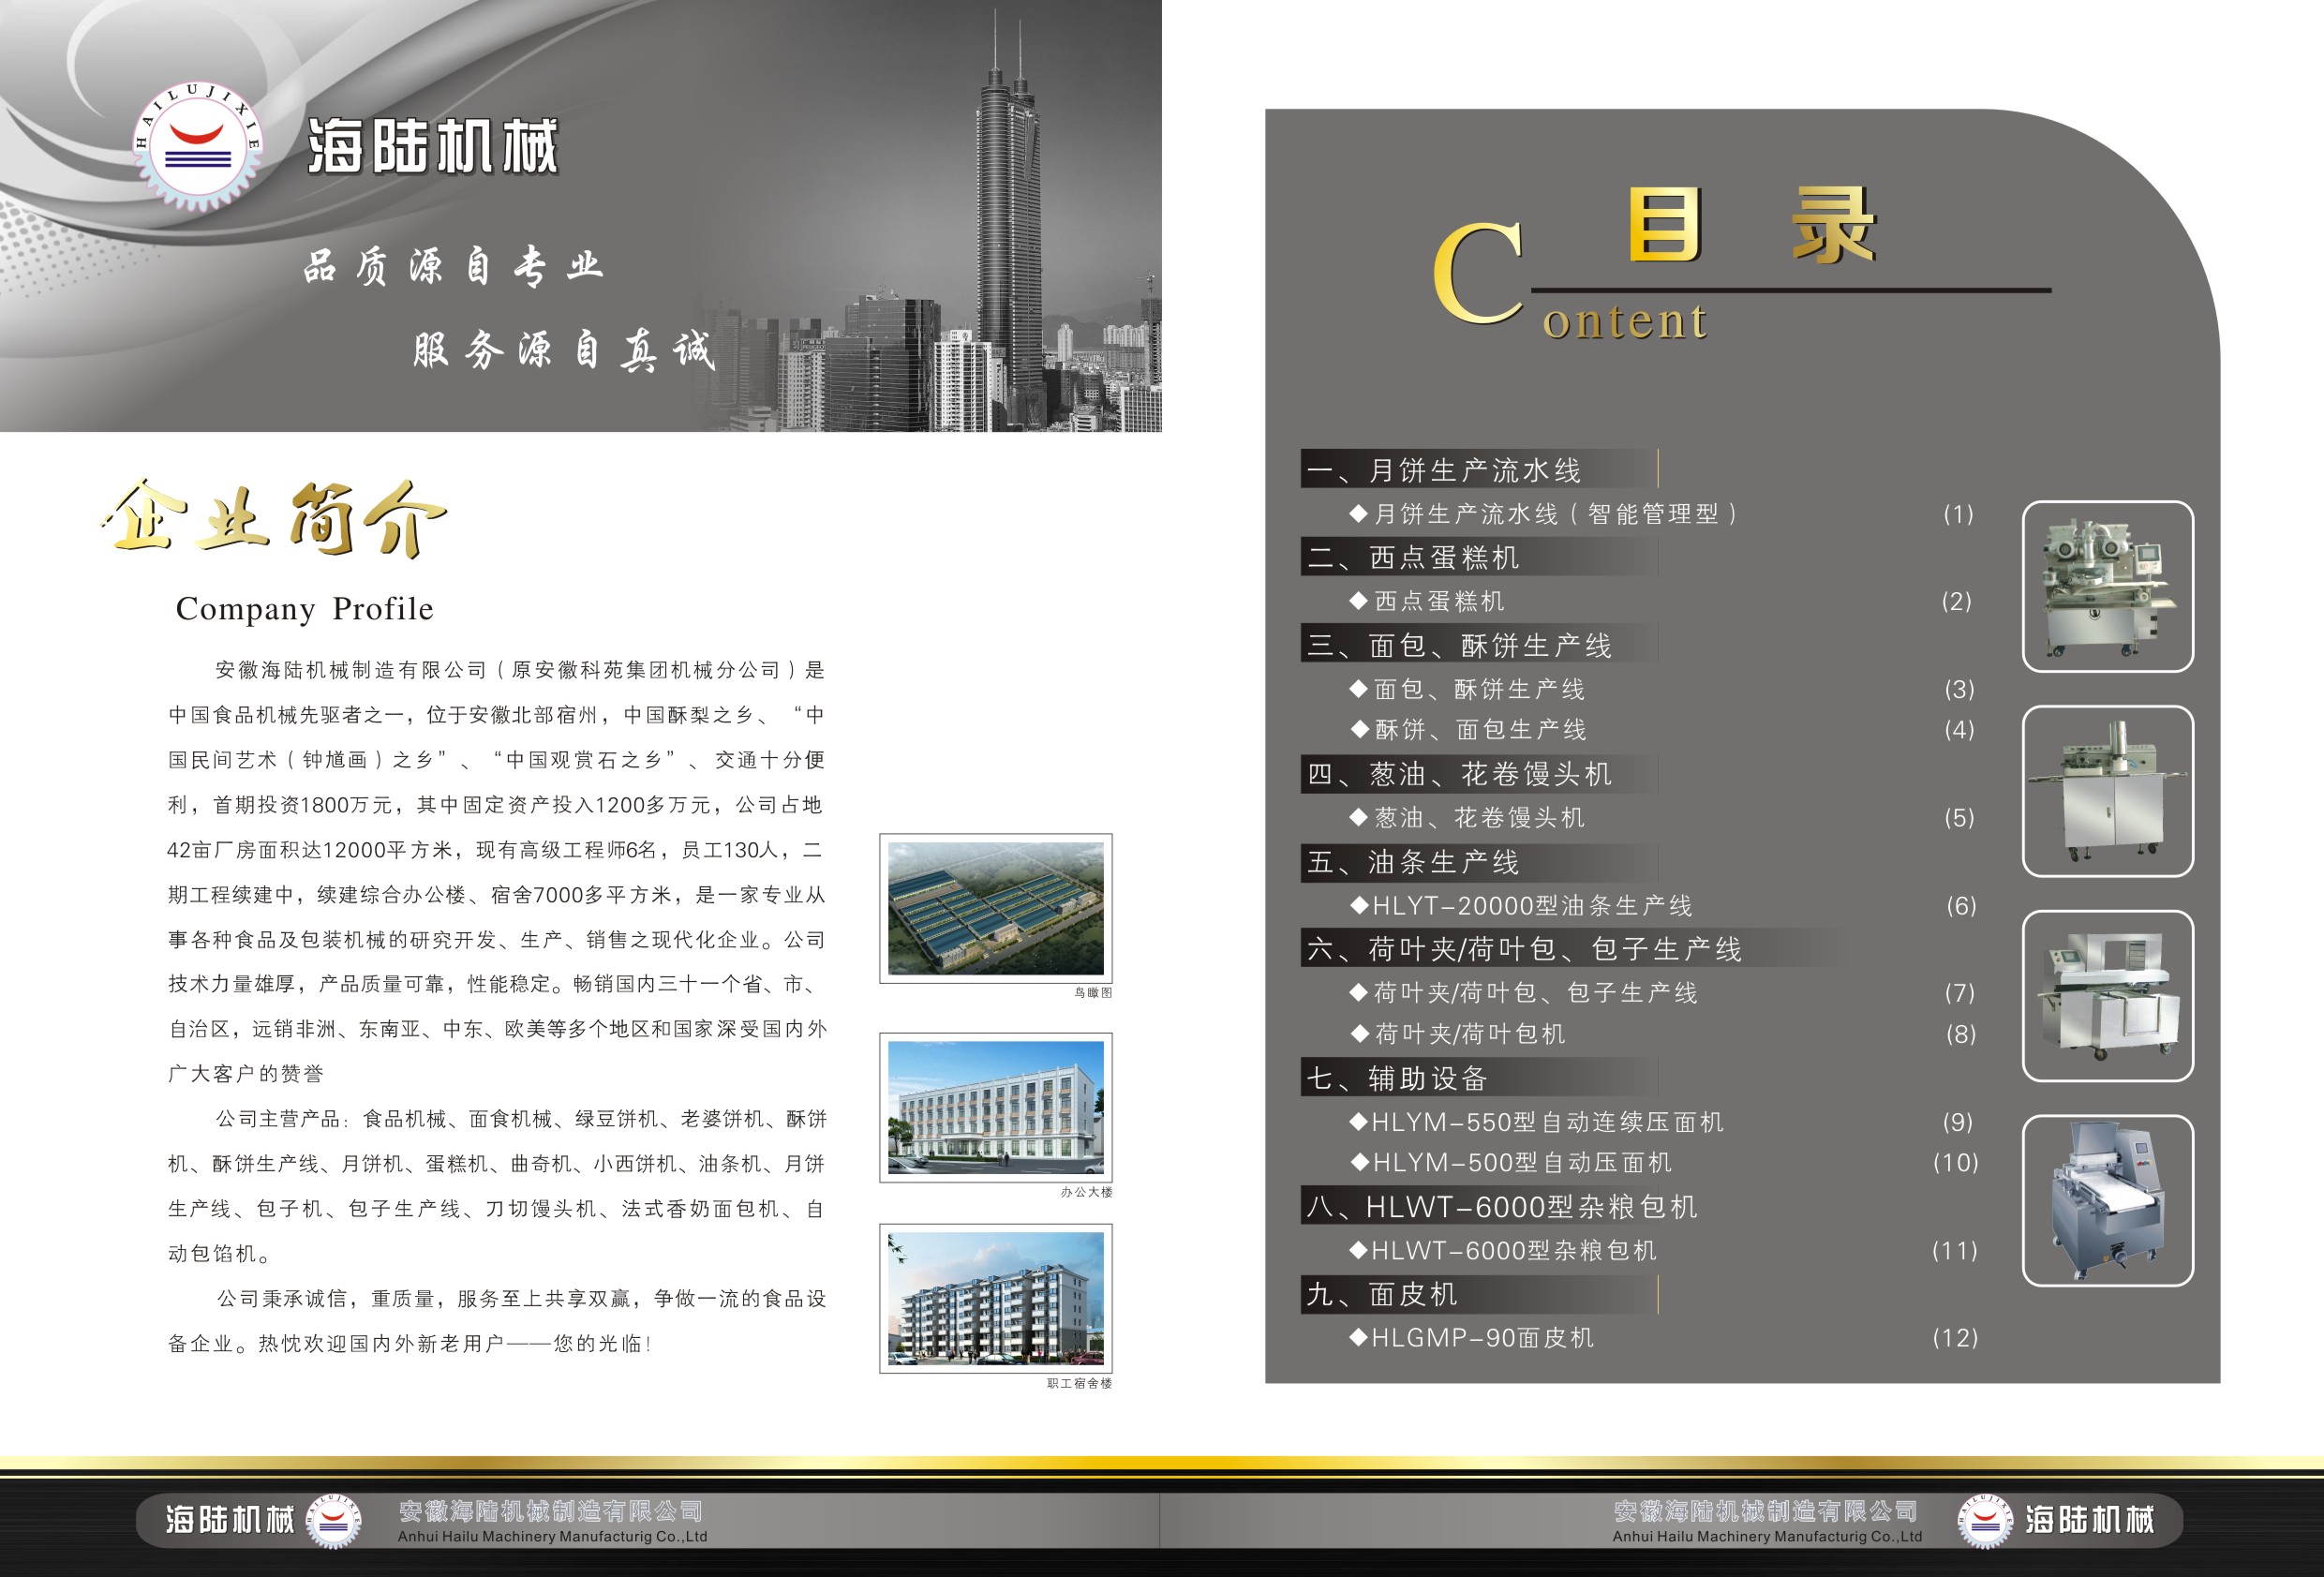 HAILUJIXIE
海陆机械
品质源自专业
服务源自真诚
企业简介
Company Profile
安徽海陆机械制造有限公司（原安徽科苑集团机械分公司）是
中国食品机械先驱者之一，位于安徽北部宿州，中国酥梨之乡、“中
国民间艺术（钟馗画）之乡”、“中国观赏石之乡”、交通十分便
利，首期投资1800万元，其中固定资产投入1200多万元，公司占地
42亩厂房面积达12000平方米，现有高级工程师6名，员工130人，二
期工程续建中，续建综合办公楼、宿舍7000多平方米，是一家专业从
事各种食品及包装机械的研究开发、生产、销售之现代化企业。公司
技术力量雄厚，产品质量可靠，性能稳定。畅销国内三十一个省、市、
自治区，远销非洲、东南亚、中东、欧美等多个地区和国家深受国内外
广大客户的赞誉
公司主营产品：食品机械、面食机械、绿豆饼机、老婆饼机、酥饼
机、酥饼生产线、月饼机、蛋糕机、曲奇机、小西饼机、油条机、月饼
生产线、包子机、包子生产线、刀切馒头机、法式香奶面包机、自
动包馅机。
公司秉承诚信，重质量，服务至上共享双赢，争做一流的食品设
备企业。热忱欢迎国内外新老用户——您的光临！
鸟瞰图
办公大楼
职工宿舍楼
目录
Content
一、月饼生产流水线
◆月饼生产流水线（智能管理型） (1)
二、西点蛋糕机
◆西点蛋糕机 (2)
三、面包、酥饼生产线
◆面包、酥饼生产线 (3)
◆酥饼、面包生产线 (4)
四、葱油、花卷馒头机
◆葱油、花卷馒头机 (5)
五、油条生产线
◆HLYT-20000型油条生产线 (6)
六、荷叶夹/荷叶包、包子生产线
◆荷叶夹/荷叶包、包子生产线 (7)
◆荷叶夹/荷叶包机 (8)
七、辅助设备
◆HLYM-550型自动连续压面机 (9)
◆HLYM-500型自动压面机 (10)
八、HLWT-6000型杂粮包机
◆HLWT-6000型杂粮包机 (11)
九、面皮机
◆HLGMP-90面皮机 (12)
海陆机械
HAILUJIXIE
安徽海陆机械制造有限公司
Anhui Hailu Machinery Manufacturig Co.,Ltd
安徽海陆机械制造有限公司
Anhui Hailu Machinery Manufacturig Co.,Ltd
HAILUJIXIE
海陆机械